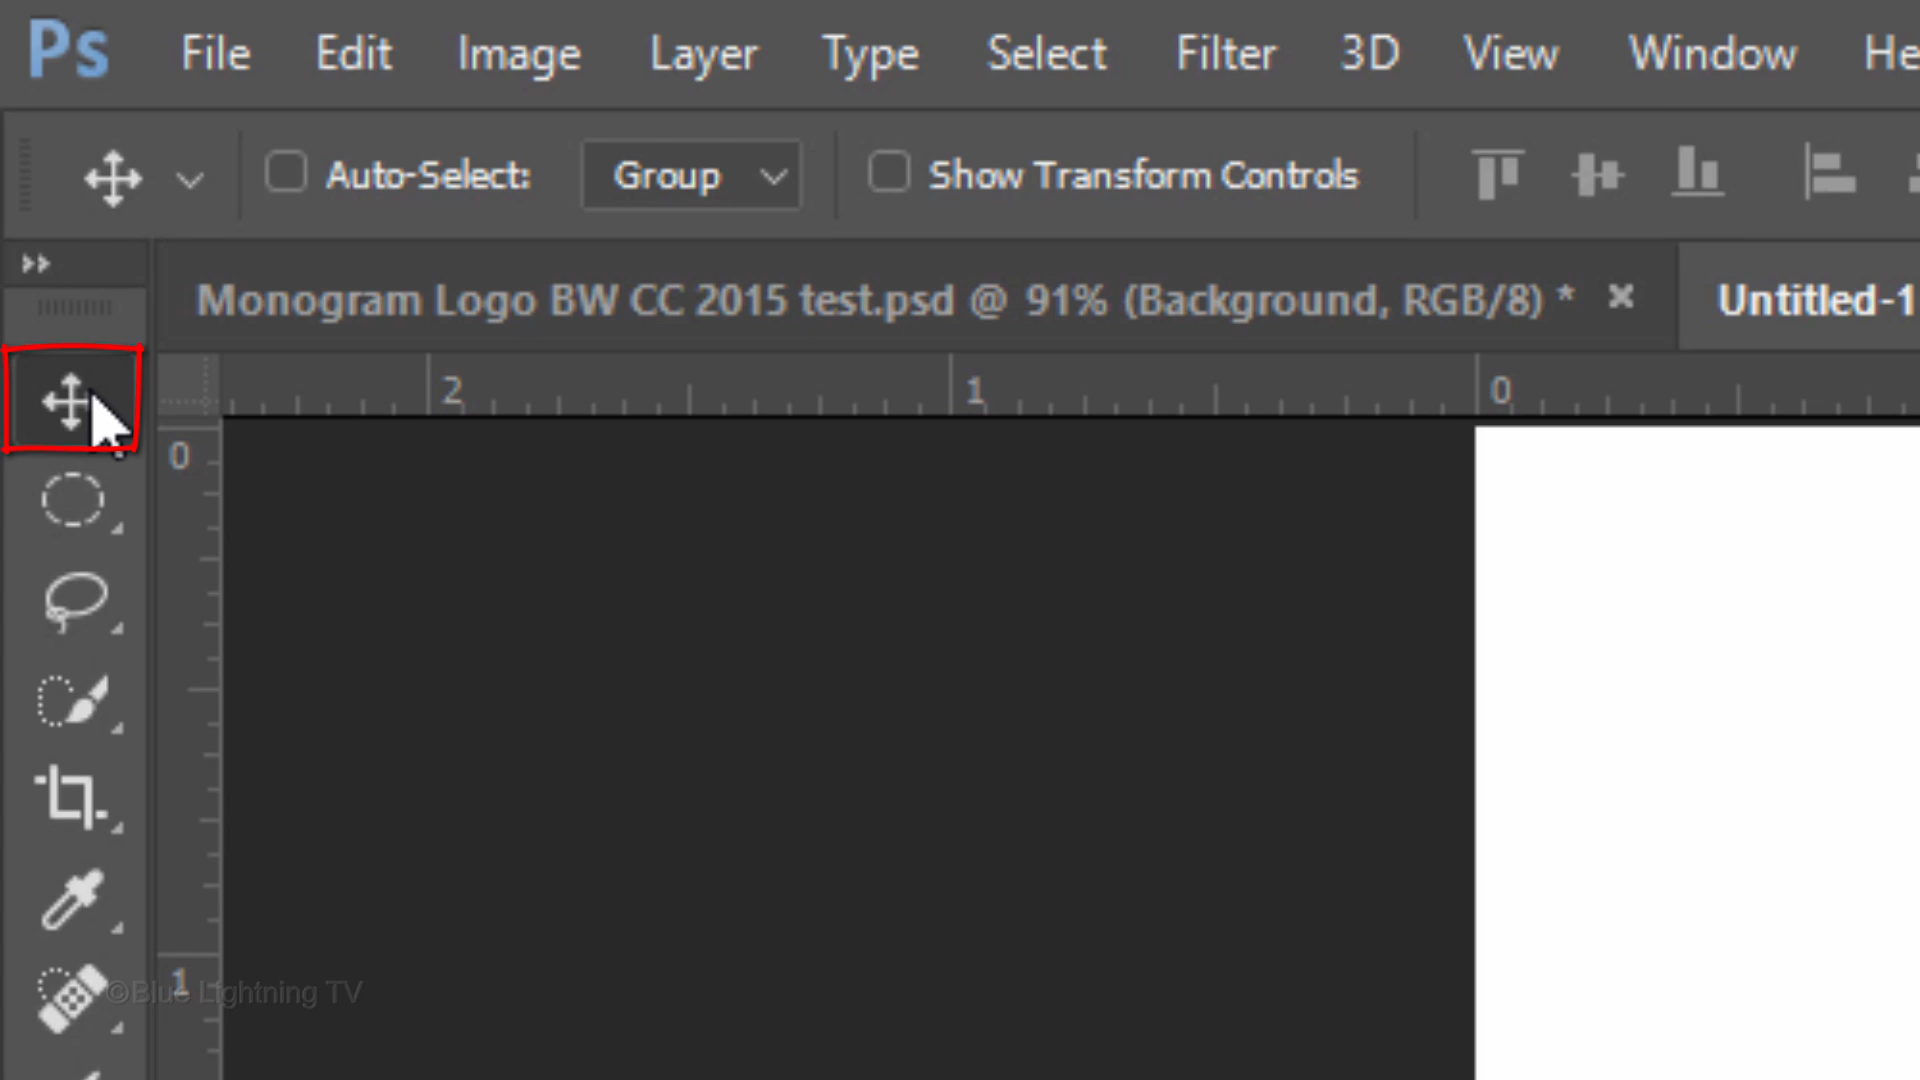 Ps File Edit Image Layer Type Select Filter 3D View Window He
Auto-Select: Group Show Transform Controls
Monogram Logo BW CC 2015 test.psd @ 91% (Background, RGB/8) * × Untitled-1
2 1 0
0
1
©Blue Lightning TV